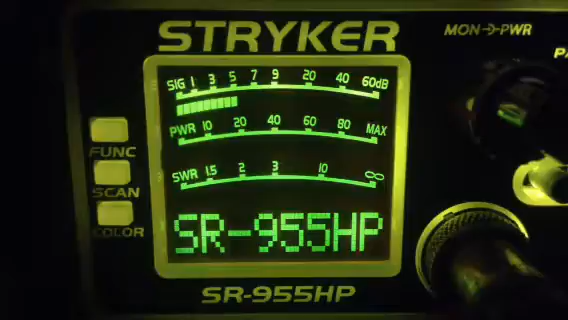 STRYKER
MON PWR
PA
SIG 1 3 5 7 9 20 40 60dB
PWR 10 20 40 60 80 MAX
SWR 1.5 2 3 10 ∞
FUNC
SCAN
COLOR
SR-955HP
SR-955HP